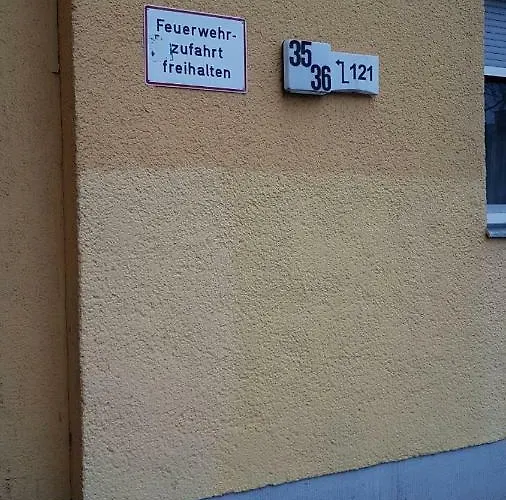 Feuerwehr-
zufahrt
freihalten
35
36
121